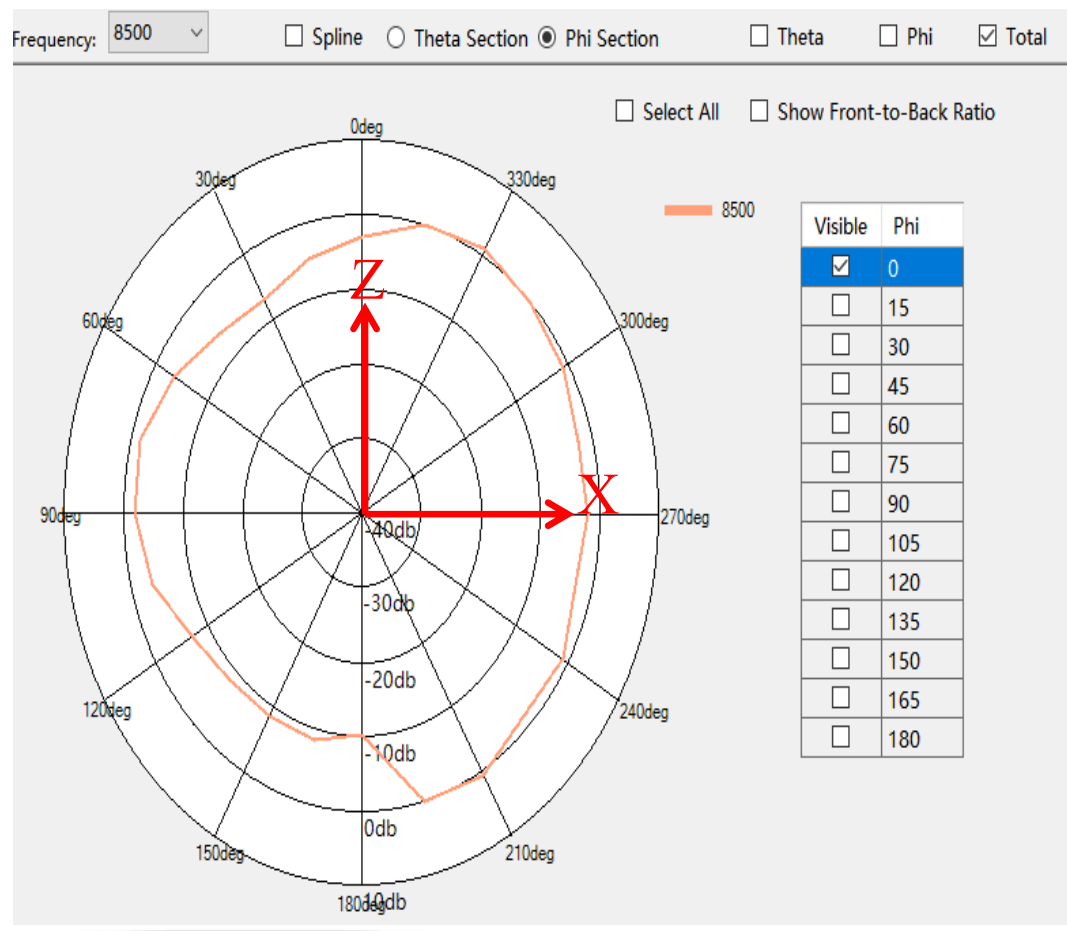 Frequency: 8500 Spline Theta Section Phi Section Theta Phi Total
Select All Show Front-to-Back Ratio
0deg
30deg
330deg
8500
Visible Phi
0
15
30
45
60
75
90
105
120
135
150
165
180
Z
60deg
300deg
X
90deg
270deg
-40db
-30db
-20db
120deg
240deg
-10db
0db
150deg
210deg
180deg
10db